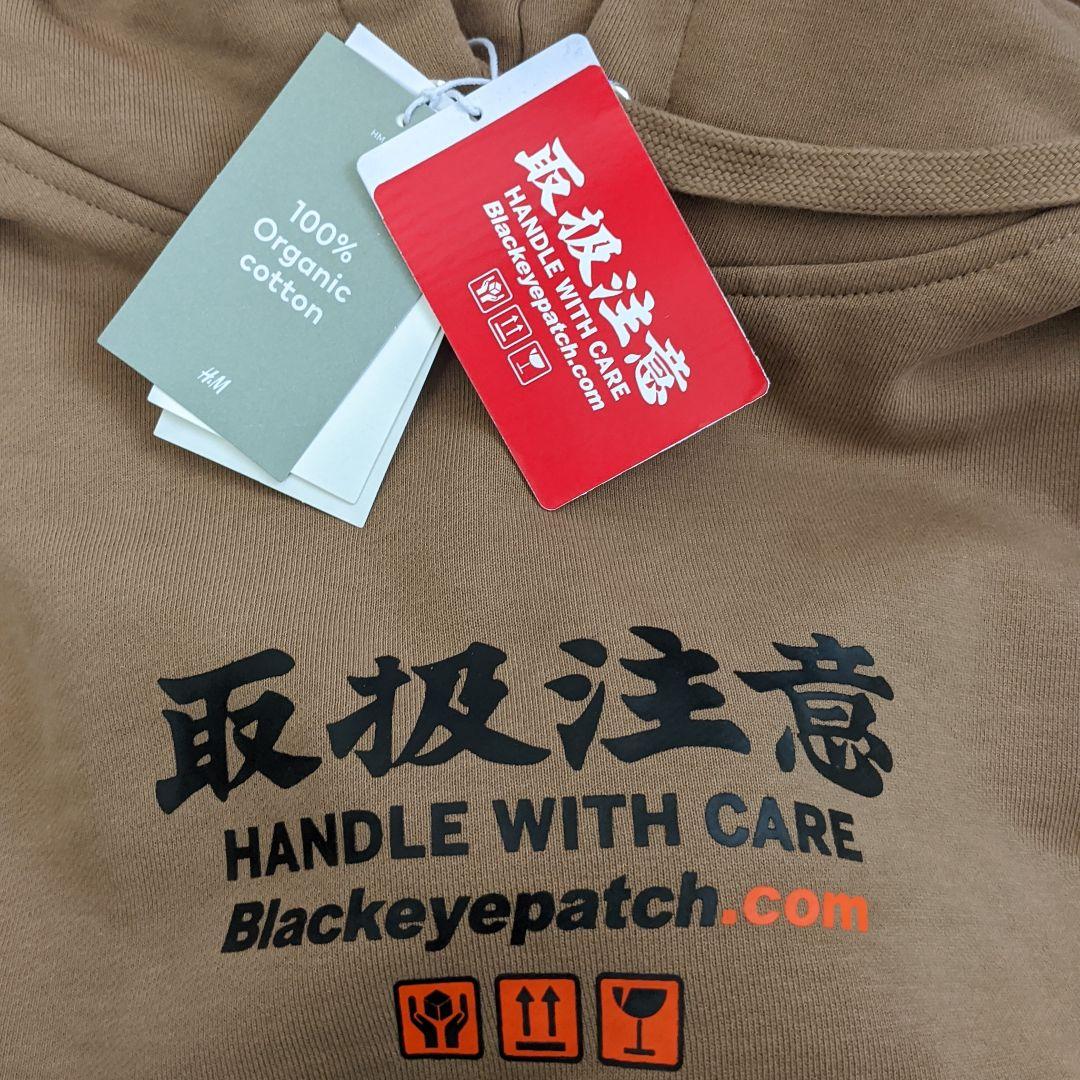 100%
Organic
cotton
H&M
取扱注意
HANDLE WITH CARE
Blackeyepatch.com
取扱注意
HANDLE WITH CARE
Blackeyepatch.com